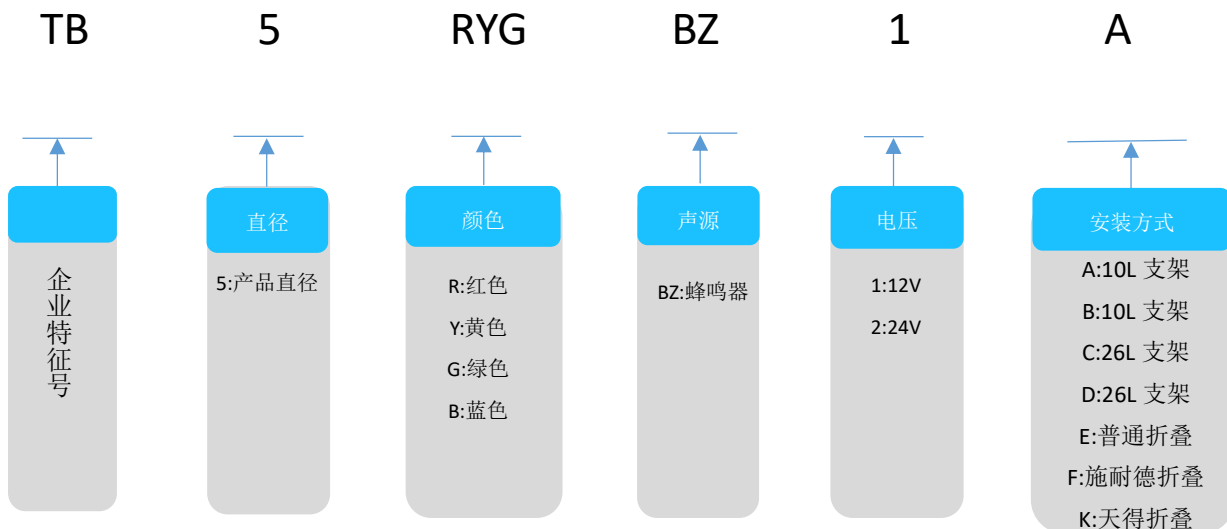 TB 5 RYG BZ 1 A
直径 颜色 声源 电压 安装方式
企业特征号
5:产品直径
R:红色
Y:黄色
G:绿色
B:蓝色
BZ:蜂鸣器
1:12V
2:24V
A:10L 支架
B:10L 支架
C:26L 支架
D:26L 支架
E:普通折叠
F:施耐德折叠
K:天得折叠